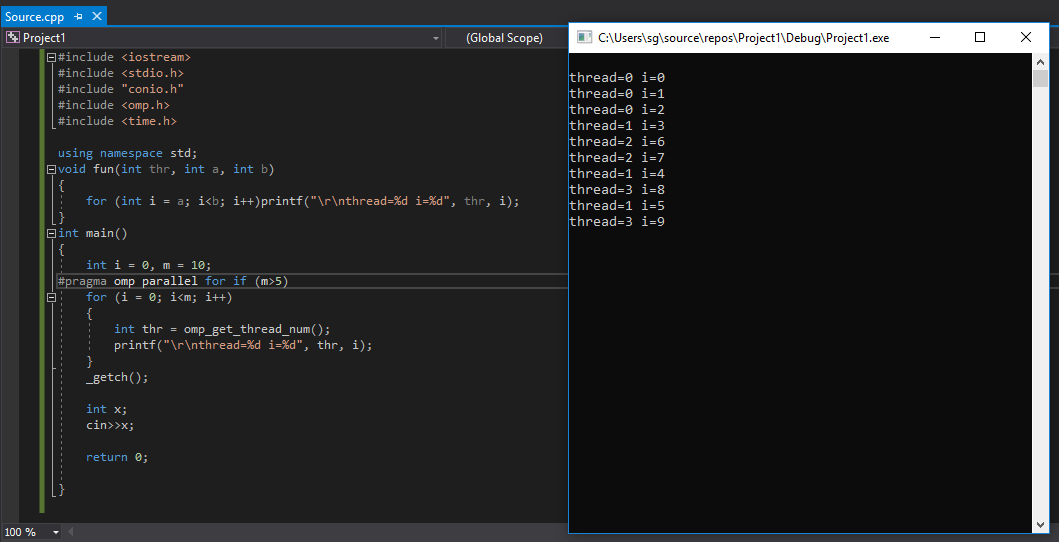 Source.cpp
Project1
(Global Scope)
#include <iostream>
#include <stdio.h>
#include "conio.h"
#include <omp.h>
#include <time.h>
using namespace std;
void fun(int thr, int a, int b)
{
for (int i = a; i<b; i++)printf("\r\nthread=%d i=%d", thr, i);
}
int main()
{
int i = 0, m = 10;
#pragma omp parallel for if (m>5)
for (i = 0; i<m; i++)
{
int thr = omp_get_thread_num();
printf("\r\nthread=%d i=%d", thr, i);
}
_getch();
int x;
cin>>x;
return 0;
}
100 %
C:\Users\sg\source\repos\Project1\Debug\Project1.exe
thread=0 i=0
thread=0 i=1
thread=0 i=2
thread=1 i=3
thread=2 i=6
thread=2 i=7
thread=1 i=4
thread=3 i=8
thread=1 i=5
thread=3 i=9